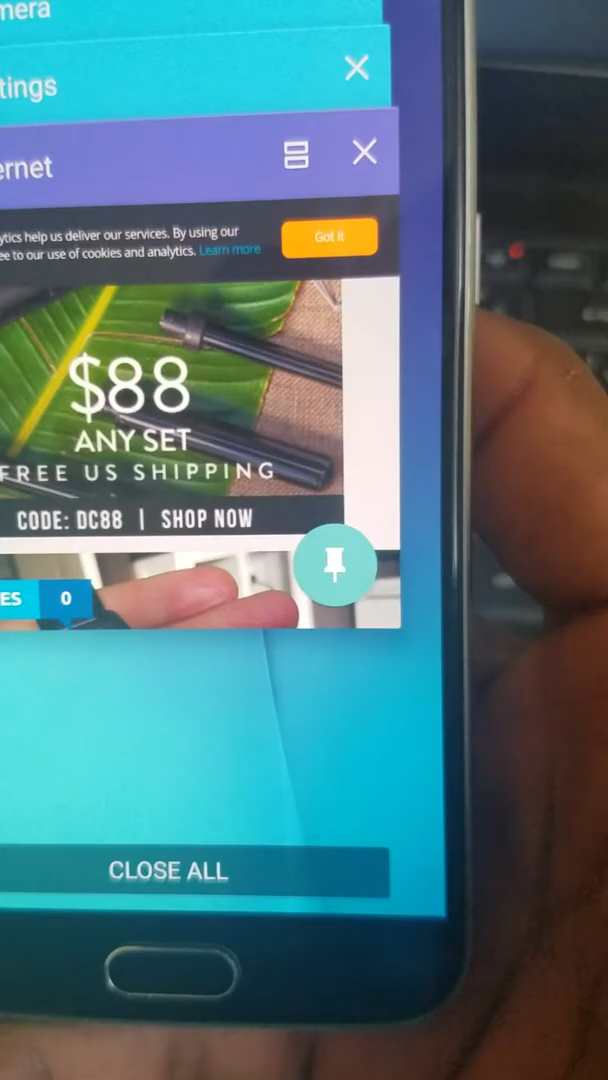 mera
tings
ernet
ytics help us deliver our services. By using our
ee to our use of cookies and analytics. Learn more
Got it
$88
ANY SET
FREE US SHIPPING
CODE: DC88 | SHOP NOW
ES 0
CLOSE ALL